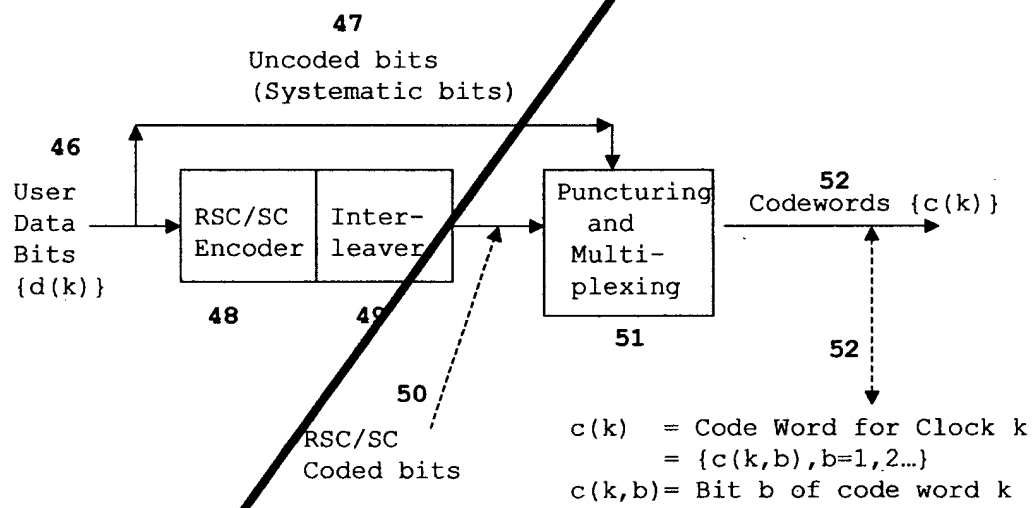 47
Uncoded bits
(Systematic bits)
46
User
Data
Bits
{d(k)}
RSC/SC
Encoder
Inter-
leaver
48
49
50
RSC/SC
Coded bits
Puncturing
and
Multi-
plexing
51
52
Codewords {c(k)}
52
c(k) = Code Word for Clock k
= {c(k,b),b=1,2…}
c(k,b)= Bit b of code word k